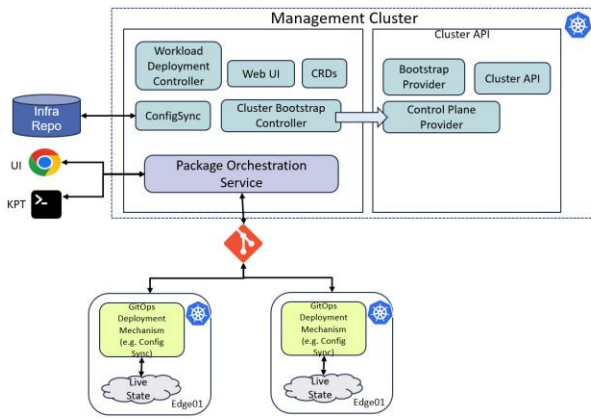 Management Cluster
Cluster API
Workload
Deployment
Controller
Web UI
CRDs
Bootstrap
Provider
Cluster API
Infra
Repo
ConfigSync
Cluster Bootstrap
Controller
Control Plane
Provider
UI
Package Orchestration
Service
KPT
GitOps
Deployment
Mechanism
(e.g. Config
Sync)
Live
State
Edge01
GitOps
Deployment
Mechanism
(e.g. Config
Sync)
Live
State
Edge01